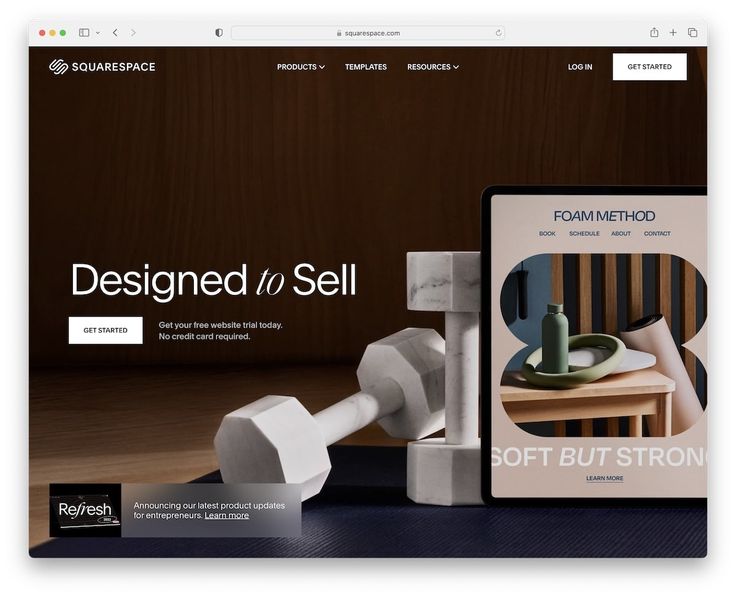 squarespace.com
SQUARESPACE
PRODUCTS TEMPLATES RESOURCES
LOG IN
GET STARTED
Designed to Sell
GET STARTED
Get your free website trial today.
No credit card required.
FOAM METHOD
BOOK SCHEDULE ABOUT CONTACT
SOFT BUT STRONG
LEARN MORE
Refresh
2022
Announcing our latest product updates
for entrepreneurs. Learn more